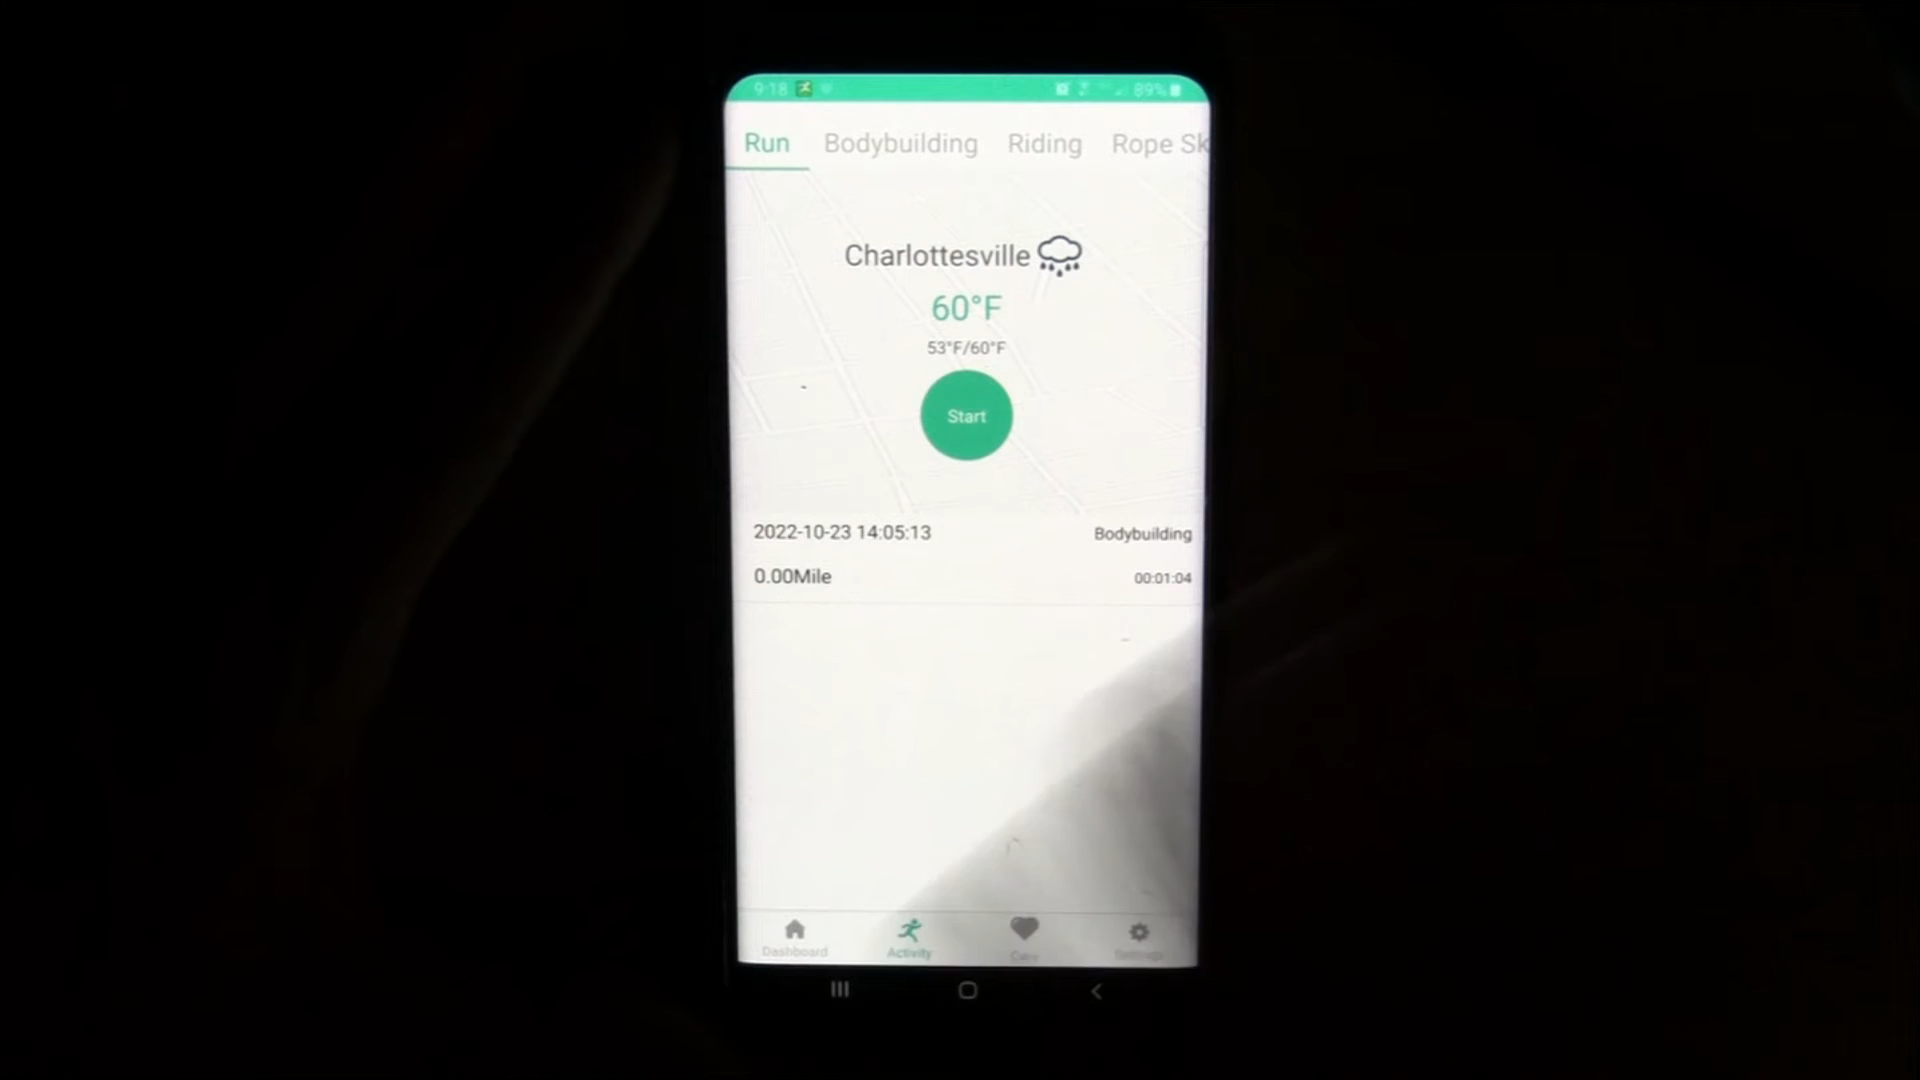 9:18 89%
Run Bodybuilding Riding Rope Sk
Charlottesville
60°F
53°F/60°F
Start
2022-10-23 14:05:13 Bodybuilding
0.00Mile 00:01:04
Dashboard Activity Care Settings